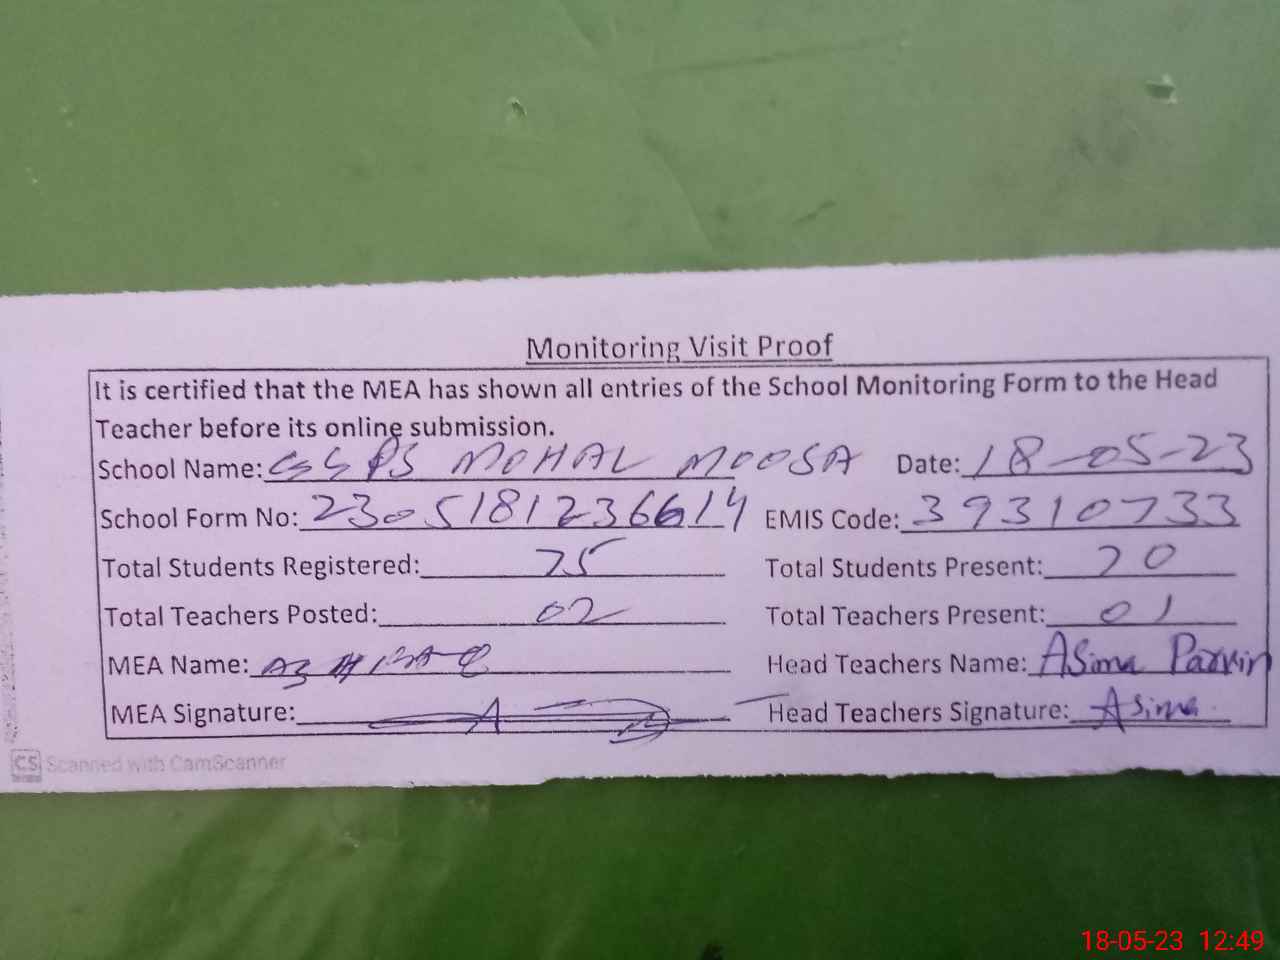 Monitoring Visit Proof
It is certified that the MEA has shown all entries of the School Monitoring Form to the Head
Teacher before its online submission.
School Name: GGPS MOHAL MOOSA Date: 18-05-23
School Form No: 2305181236614 EMIS Code: 39310733
Total Students Registered: 25 Total Students Present: 20
Total Teachers Posted: 02 Total Teachers Present: 01
MEA Name: Head Teachers Name: Asima Parvin
MEA Signature: Head Teachers Signature: Asima
CS Scanned with CamScanner
18-05-23 12:49